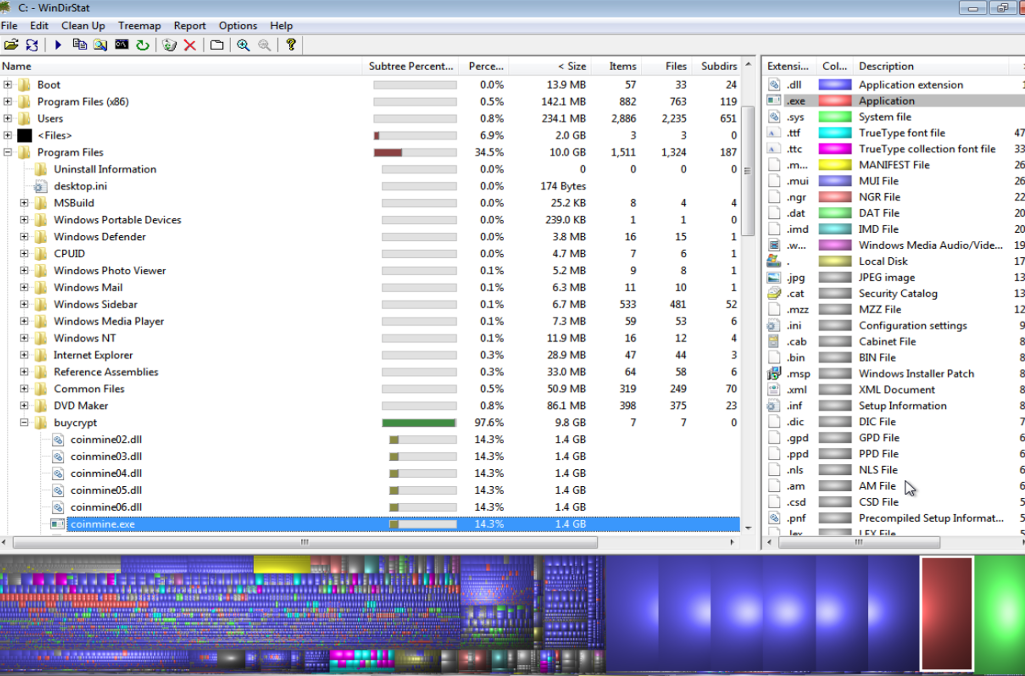 C: - WinDirStat
File Edit Clean Up Treemap Report Options Help
Name Subtree Percent... Perce... < Size Items Files Subdirs
Boot 0.0% 13.9 MB 57 33 24
Program Files (x86) 0.5% 142.1 MB 882 763 119
Users 0.8% 234.1 MB 2,886 2,235 651
<Files> 6.9% 2.0 GB 3 3 0
Program Files 34.5% 10.0 GB 1,511 1,324 187
Uninstall Information 0.0% 0 0 0 0
desktop.ini 0.0% 174 Bytes
MSBuild 0.0% 25.2 KB 8 4 4
Windows Portable Devices 0.0% 239.0 KB 1 1 0
Windows Defender 0.0% 3.8 MB 16 15 1
CPUID 0.0% 4.7 MB 7 6 1
Windows Photo Viewer 0.1% 5.2 MB 9 8 1
Windows Mail 0.1% 6.3 MB 11 10 1
Windows Sidebar 0.1% 6.7 MB 533 481 52
Windows Media Player 0.1% 7.3 MB 59 53 6
Windows NT 0.1% 11.9 MB 16 12 4
Internet Explorer 0.3% 28.9 MB 47 44 3
Reference Assemblies 0.3% 33.0 MB 64 58 6
Common Files 0.5% 50.9 MB 319 249 70
DVD Maker 0.8% 86.1 MB 398 375 23
buycrypt 97.6% 9.8 GB 7 7 0
coinmine02.dll 14.3% 1.4 GB
coinmine03.dll 14.3% 1.4 GB
coinmine04.dll 14.3% 1.4 GB
coinmine05.dll 14.3% 1.4 GB
coinmine06.dll 14.3% 1.4 GB
coinmine.exe 14.3% 1.4 GB
Extensi... Col... Description
.dll Application extension 1
.exe Application
.sys System file
.ttf TrueType font file 47
.ttc TrueType collection font file 33
.m... MANIFEST File 26
.mui MUI File 26
.ngr NGR File 22
.dat DAT File 20
.imd IMD File 20
.w... Windows Media Audio/Vide... 19
. Local Disk 17
.jpg JPEG image 13
.cat Security Catalog 13
.mzz MZZ File 12
.ini Configuration settings 9
.cab Cabinet File 8
.bin BIN File 8
.msp Windows Installer Patch 8
.xml XML Document 8
.inf Setup Information 8
.dic DIC File 7
.gpd GPD File 6
.ppd PPD File 6
.nls NLS File 6
.am AM File 6
.csd CSD File 5
.pnf Precompiled Setup Informat... 5
.lex LEX File 5